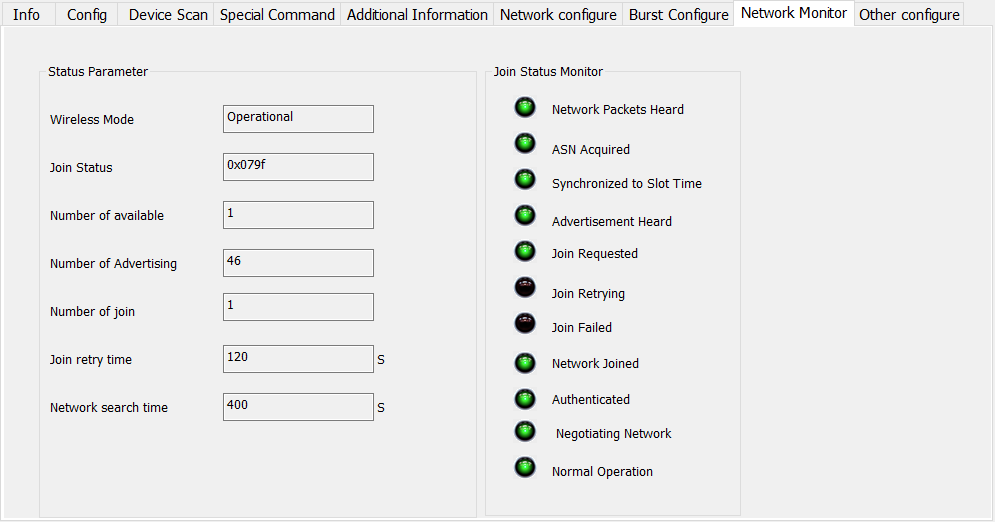 Info Config Device Scan Special Command Additional Information Network configure Burst Configure Network Monitor Other configure
Status Parameter
Wireless Mode Operational
Join Status 0x079f
Number of available 1
Number of Advertising 46
Number of join 1
Join retry time 120 S
Network search time 400 S
Join Status Monitor
Network Packets Heard
ASN Acquired
Synchronized to Slot Time
Advertisement Heard
Join Requested
Join Retrying
Join Failed
Network Joined
Authenticated
Negotiating Network
Normal Operation